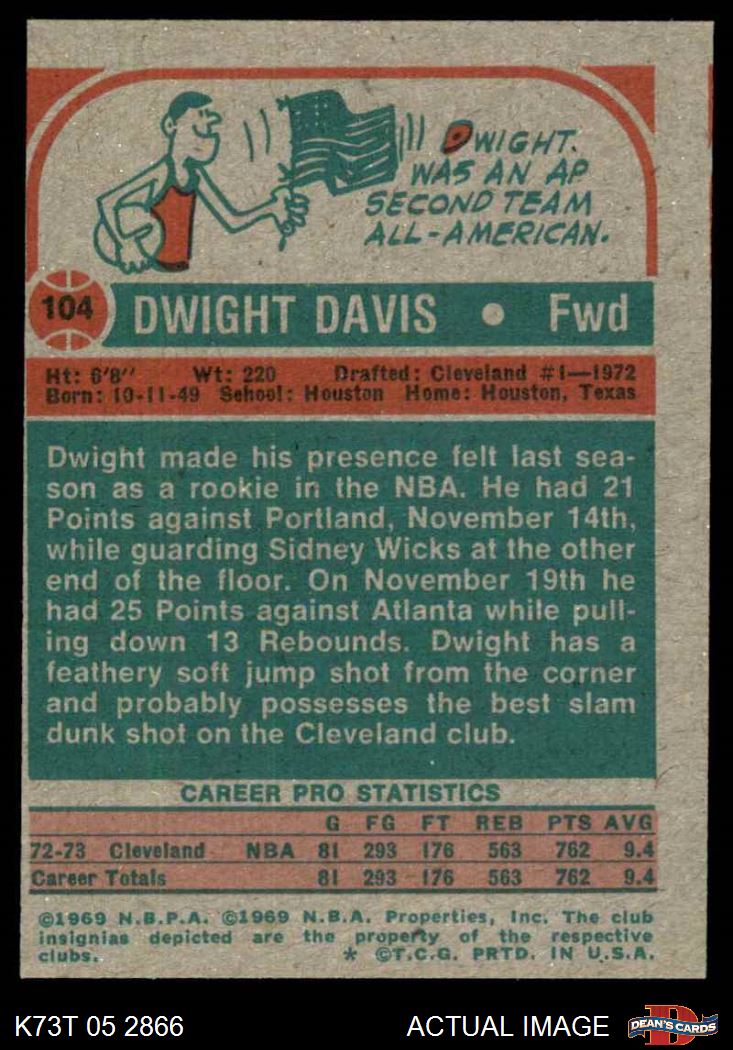 DWIGHT.
WAS AN AP
SECOND TEAM
ALL-AMERICAN.
104 DWIGHT DAVIS • Fwd
Ht: 6'8'' Wt: 220 Drafted: Cleveland #1—1972
Born: 10-11-49 School: Houston Home: Houston, Texas
Dwight made his presence felt last sea-
son as a rookie in the NBA. He had 21
Points against Portland, November 14th,
while guarding Sidney Wicks at the other
end of the floor. On November 19th he
had 25 Points against Atlanta while pull-
ing down 13 Rebounds. Dwight has a
feathery soft jump shot from the corner
and probably possesses the best slam
dunk shot on the Cleveland club.
CAREER PRO STATISTICS
G FG FT REB PTS AVG
72-73 Cleveland NBA 81 293 176 563 762 9.4
Career Totals 81 293 176 563 762 9.4
©1969 N.B.P.A. ©1969 N.B.A. Properties, Inc. The club
insignias depicted are the property of the respective
clubs. * ©T.C.G. PRTD. IN U.S.A.
K73T 05 2866 ACTUAL IMAGE D DEAN'S CARDS